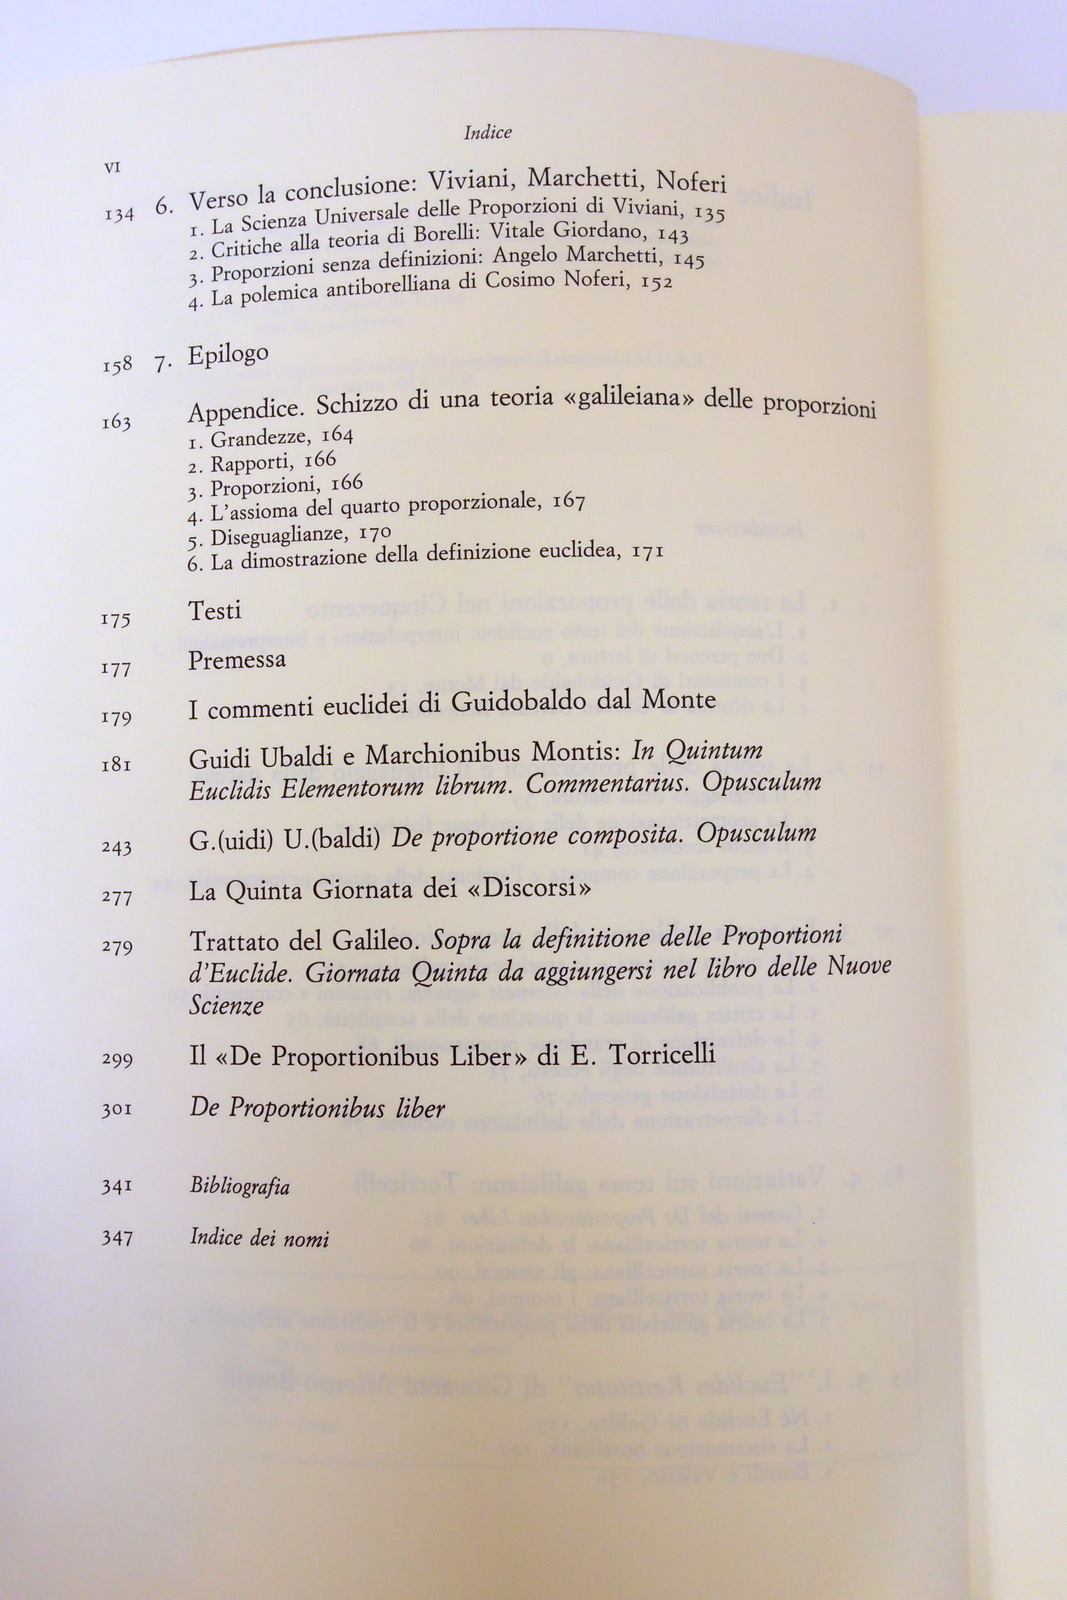 Indice
VI
134 6. Verso la conclusione: Viviani, Marchetti, Noferi
1. La Scienza Universale delle Proporzioni di Viviani, 135
2. Critiche alla teoria di Borelli: Vitale Giordano, 143
3. Proporzioni senza definizioni: Angelo Marchetti, 145
4. La polemica antiborelliana di Cosimo Noferi, 152
158 7. Epilogo
163 Appendice. Schizzo di una teoria «galileiana» delle proporzioni
1. Grandezze, 164
2. Rapporti, 166
3. Proporzioni, 166
4. L'assioma del quarto proporzionale, 167
5. Diseguaglianze, 170
6. La dimostrazione della definizione euclidea, 171
175 Testi
177 Premessa
179 I commenti euclidei di Guidobaldo dal Monte
181 Guidi Ubaldi e Marchionibus Montis: In Quintum
Euclidis Elementorum librum. Commentarius. Opusculum
243 G.(uidi) U.(baldi) De proportione composita. Opusculum
277 La Quinta Giornata dei «Discorsi»
279 Trattato del Galileo. Sopra la definitione delle Proportioni
d'Euclide. Giornata Quinta da aggiungersi nel libro delle Nuove
Scienze
299 Il «De Proportionibus Liber» di E. Torricelli
301 De Proportionibus liber
341 Bibliografia
347 Indice dei nomi